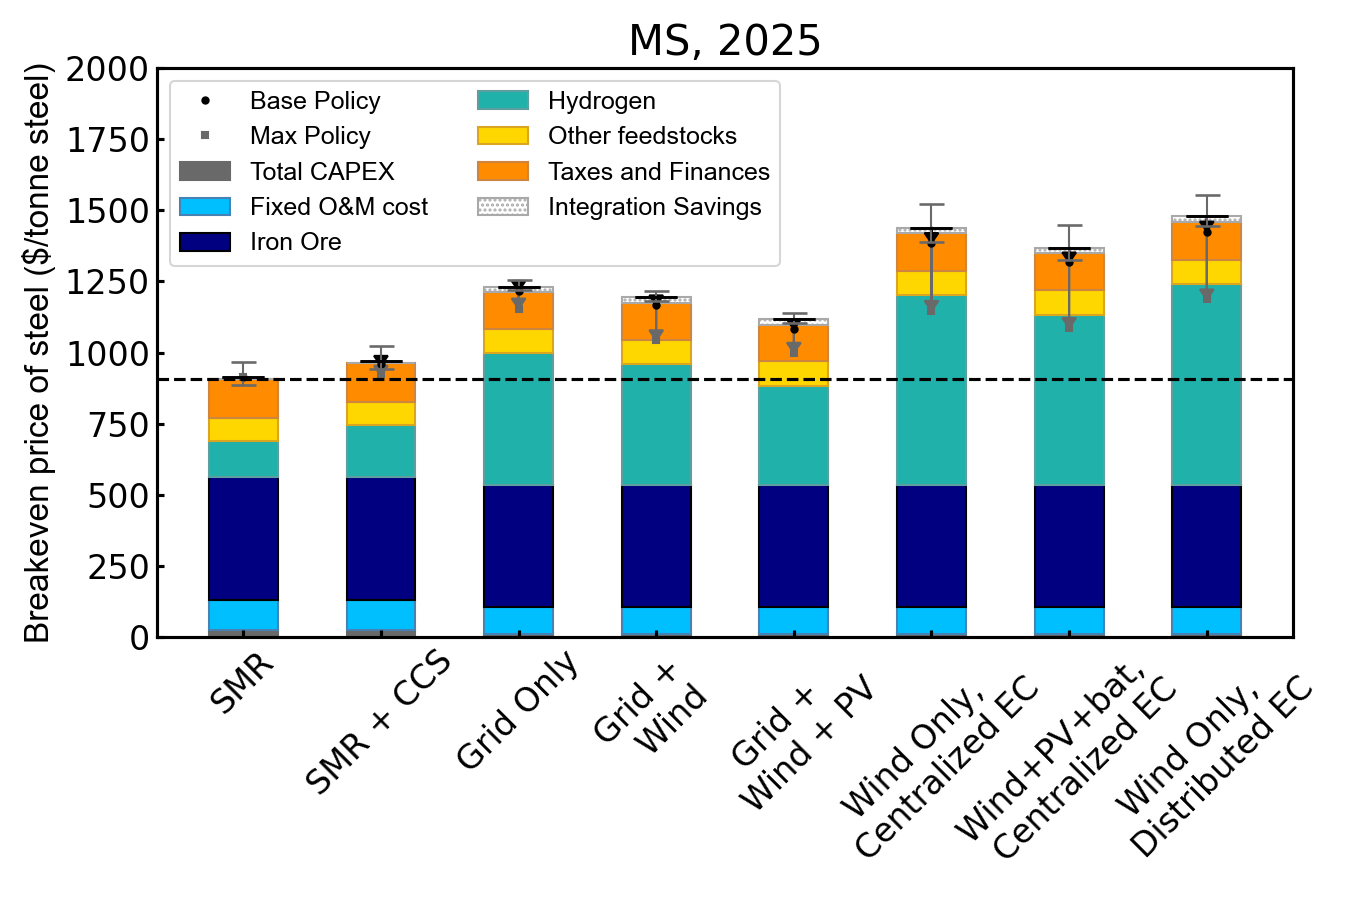 MS, 2025
Breakeven price of steel ($/tonne steel)
2000
1750
1500
1250
1000
750
500
250
0
Base Policy
Max Policy
Total CAPEX
Fixed O&M cost
Iron Ore
Hydrogen
Other feedstocks
Taxes and Finances
Integration Savings
SMR
SMR + CCS
Grid Only
Grid +
Wind
Grid +
Wind + PV
Wind Only,
Centralized EC
Wind+PV+bat,
Centralized EC
Wind Only,
Distributed EC